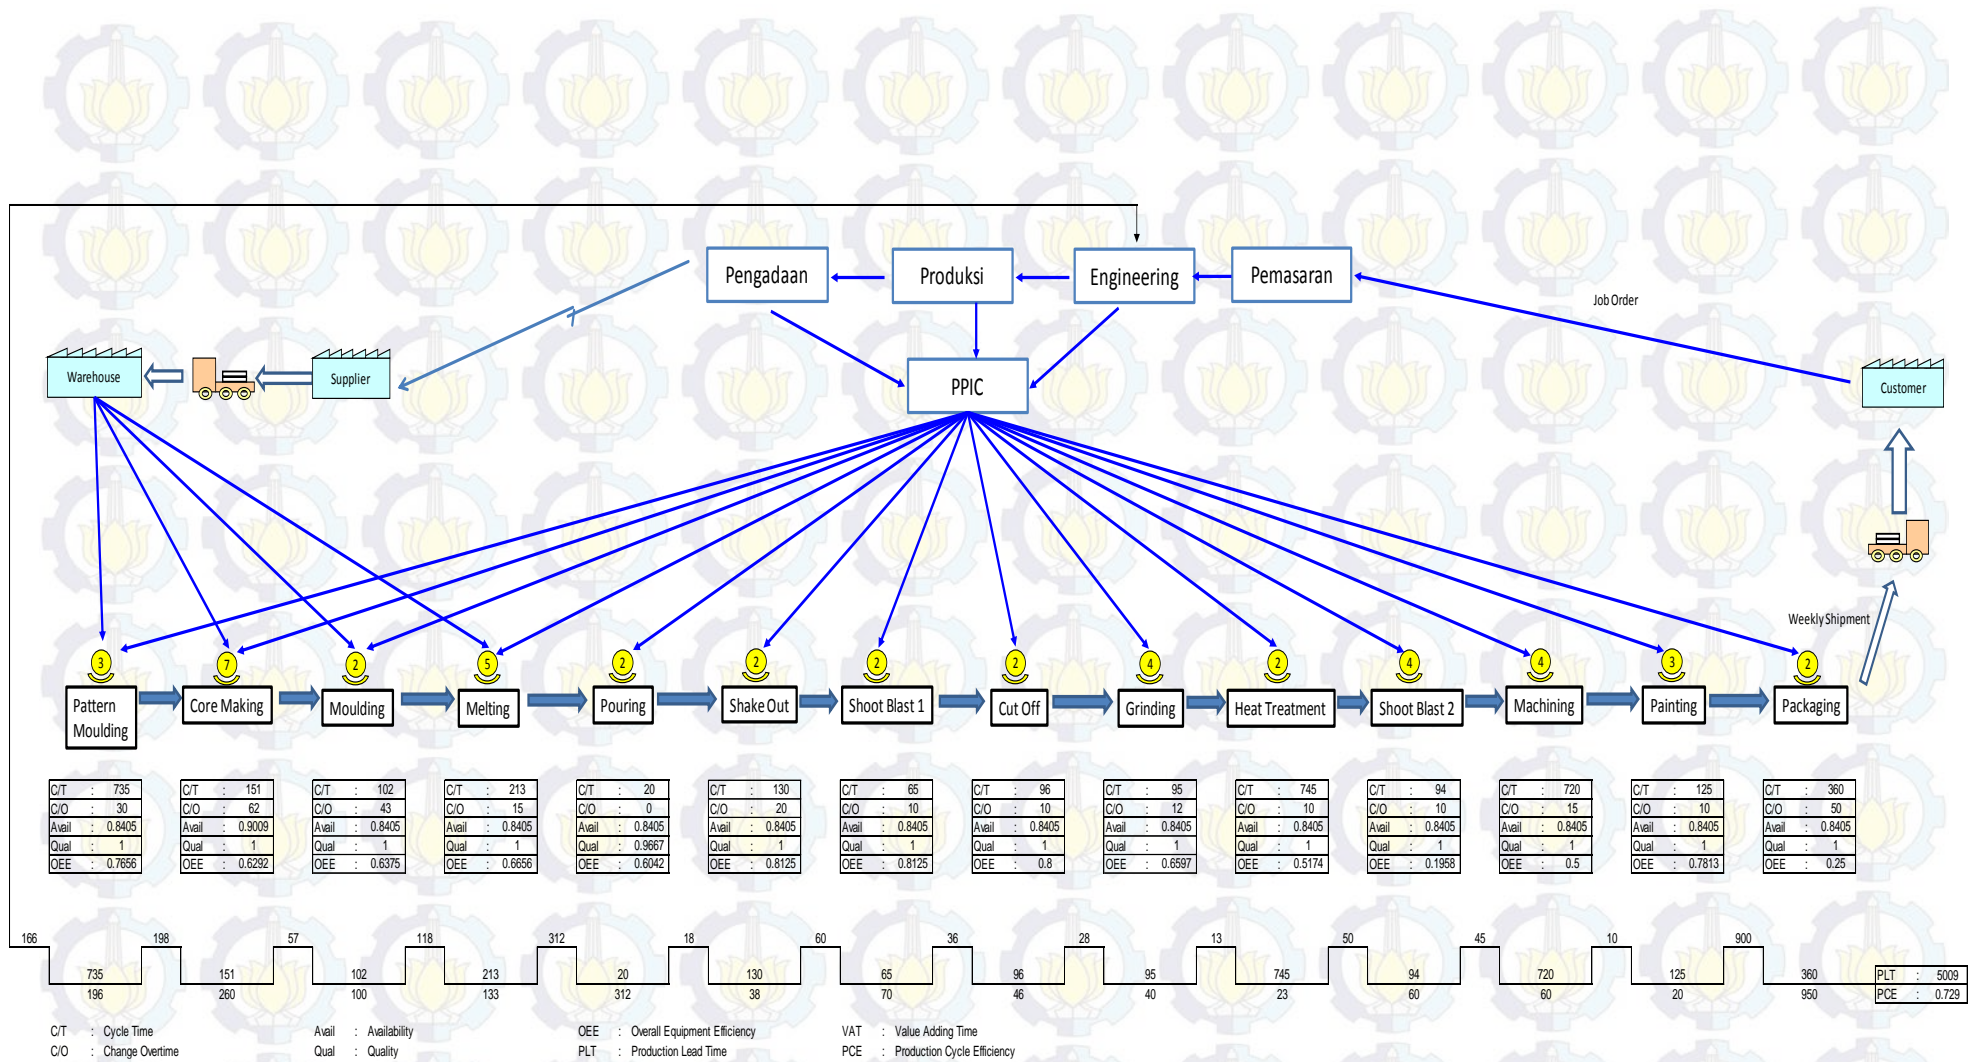 Pengadaan Produksi Engineering Pemasaran
Job Order
Warehouse Supplier PPIC Customer
Weekly Shipment
3 7 2 5 2 2 2 2 4 2 4 4 3 2
Pattern Moulding Core Making Moulding Melting Pouring Shake Out Shoot Blast 1 Cut Off Grinding Heat Treatment Shoot Blast 2 Machining Painting Packaging
C/T : 735 C/T : 151 C/T : 102 C/T : 213 C/T : 20 C/T : 130 C/T : 65 C/T : 96 C/T : 95 C/T : 745 C/T : 94 C/T : 720 C/T : 125 C/T : 360
C/O : 30 C/O : 62 C/O : 43 C/O : 15 C/O : 0 C/O : 20 C/O : 10 C/O : 10 C/O : 12 C/O : 10 C/O : 10 C/O : 15 C/O : 10 C/O : 50
Avail : 0.8405 Avail : 0.9009 Avail : 0.8405 Avail : 0.8405 Avail : 0.8405 Avail : 0.8405 Avail : 0.8405 Avail : 0.8405 Avail : 0.8405 Avail : 0.8405 Avail : 0.8405 Avail : 0.8405 Avail : 0.8405 Avail : 0.8405
Qual : 1 Qual : 1 Qual : 1 Qual : 1 Qual : 0.9667 Qual : 1 Qual : 1 Qual : 1 Qual : 1 Qual : 1 Qual : 1 Qual : 1 Qual : 1 Qual : 1
OEE : 0.7656 OEE : 0.6292 OEE : 0.6375 OEE : 0.6656 OEE : 0.6042 OEE : 0.8125 OEE : 0.8125 OEE : 0.8 OEE : 0.6597 OEE : 0.5174 OEE : 0.1958 OEE : 0.5 OEE : 0.7813 OEE : 0.25
166 198 57 118 312 18 60 36 28 13 50 45 10 900
735 151 102 213 20 130 65 96 95 745 94 720 125 360 PLT : 5009
196 260 100 133 312 38 70 46 40 23 60 60 20 950 PCE : 0.729
C/T : Cycle Time Avail : Availability OEE : Overall Equipment Efficiency VAT : Value Adding Time
C/O : Change Overtime Qual : Quality PLT : Production Lead Time PCE : Production Cycle Efficiency